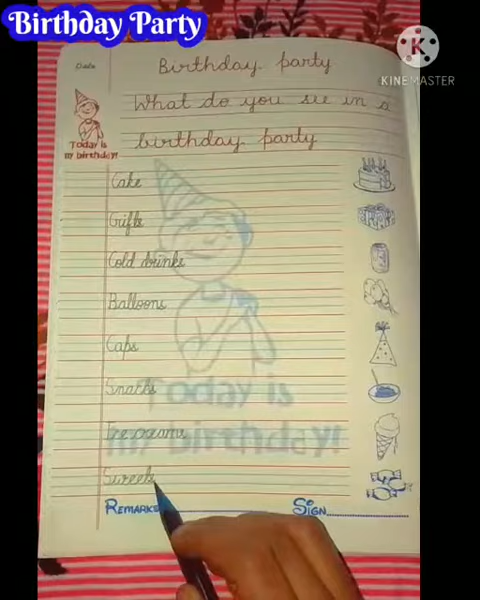 Birthday Party
K
KINEMASTER
Date
Birthday party
What do you see in a
Today is
my birthday!
birthday party
Cake
Gifts
Cold drinks
Balloons
Caps
Snacks
Today is
Ice creams
my birthday!
Sweets
REMARKS
SIGN